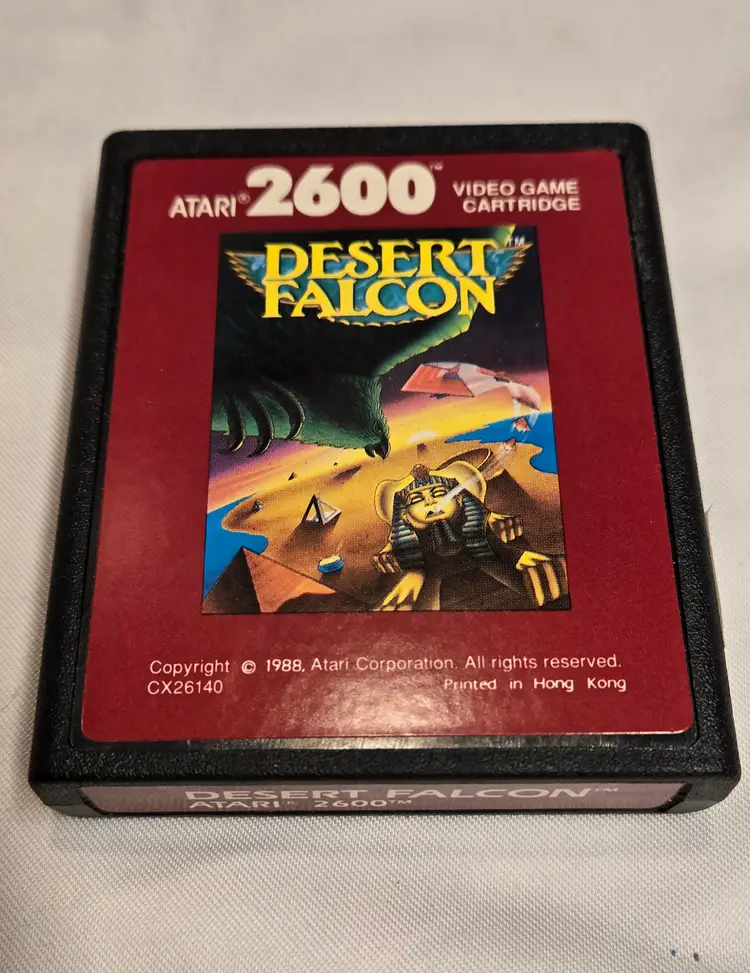 ATARI® 2600™ VIDEO GAME
CARTRIDGE
DESERT™
FALCON
Copyright © 1988, Atari Corporation. All rights reserved.
CX26140 Printed in Hong Kong
DESERT FALCON™
ATARI® 2600™